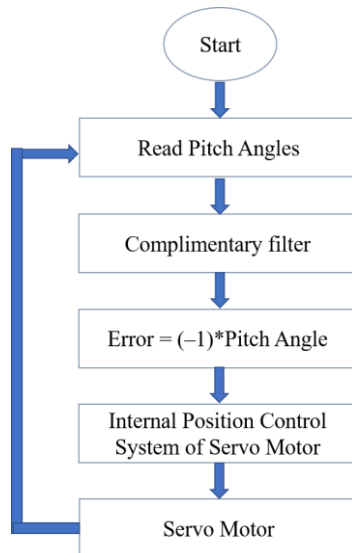 Start
Read Pitch Angles
Complimentary filter
Error = (–1)*Pitch Angle
Internal Position Control
System of Servo Motor
Servo Motor